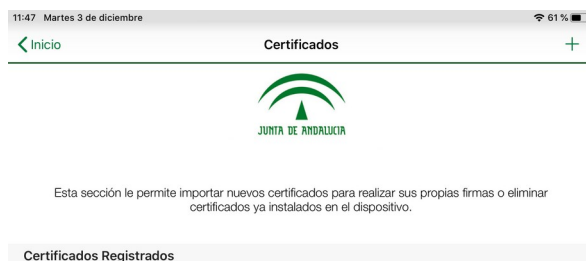 11:47 Martes 3 de diciembre 61 %
Inicio Certificados +
JUNTA DE ANDALUCIA
Esta sección le permite importar nuevos certificados para realizar sus propias firmas o eliminar
certificados ya instalados en el dispositivo.
Certificados Registrados